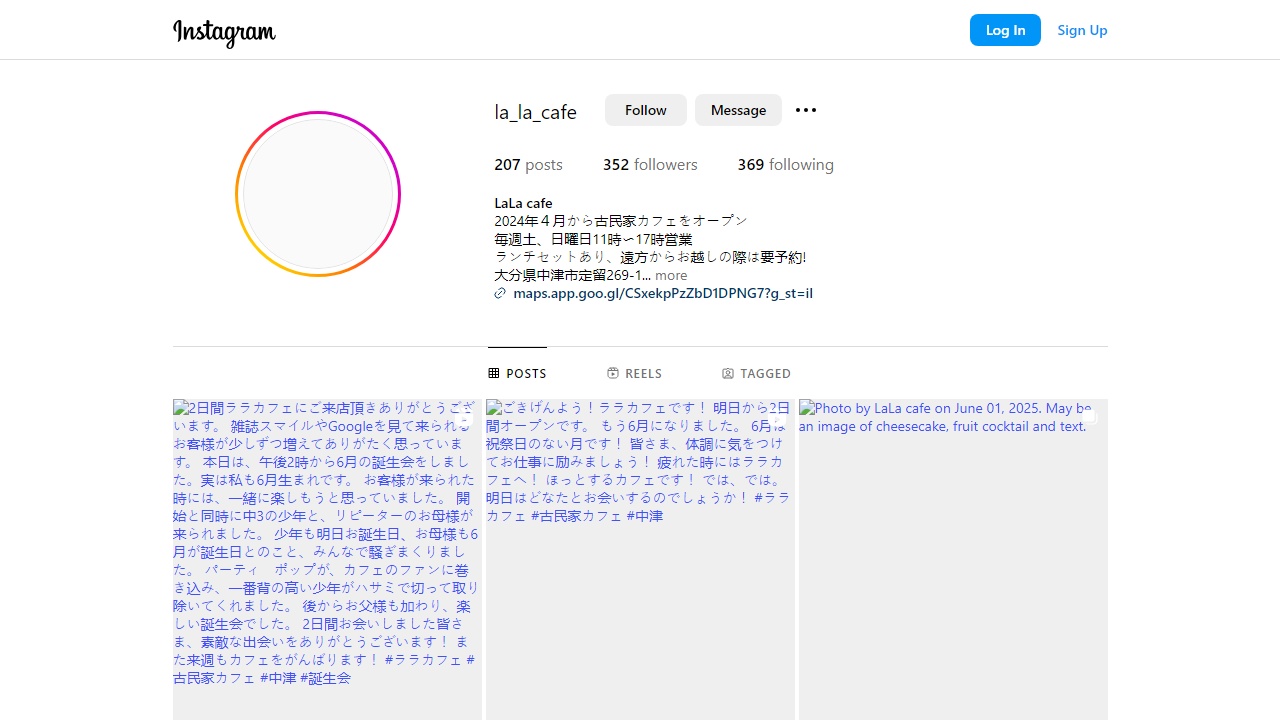 Instagram
Log In
Sign Up
la_la_cafe
Follow
Message
207 posts
352 followers
369 following
LaLa cafe
2024年４月から古民家カフェをオープン
毎週土、日曜日11時〜17時営業
ランチセットあり、遠方からお越しの際は要予約!
大分県中津市定留269-1... more
maps.app.goo.gl/CSxekpPzZbD1DPNG7?g_st=il
POSTS
REELS
TAGGED
2日間ララカフェにご来店頂きありがとうござ
います。 雑誌スマイルやGoogleを見て来られる
お客様が少しずつ増えてありがたく思っていま
す。 本日は、午後2時から6月の誕生会をしまし
た。実は私も6月生まれです。 お客様が来られた
時には、一緒に楽しもうと思っていました。 開
始と同時に中3の少年と、リピーターのお母様が
来られました。 少年も明日お誕生日、お母様も6
月が誕生日とのこと、みんなで騒ぎまくりまし
た。 パーティ　ポップが、カフェのファンに巻
き込み、一番背の高い少年がハサミで切って取り
除いてくれました。 後からお父様も加わり、楽
しい誕生会でした。 2日間お会いしました皆さ
ま、素敵な出会いをありがとうございます！ ま
た来週もカフェをがんばります！ #ララカフェ #
古民家カフェ #中津 #誕生会
ごきげんよう！ララカフェです！ 明日から2日
間オープンです。 もう6月になりました。 6月は
祝祭日のない月です！ 皆さま、体調に気をつけ
てお仕事に励みましょう！ 疲れた時にはララカ
フェへ！ ほっとするカフェです！ では、では。
明日はどなたとお会いするのでしょうか！ #ララ
カフェ #古民家カフェ #中津
Photo by LaLa cafe on June 01, 2025. May be
an image of cheesecake, fruit cocktail and text.